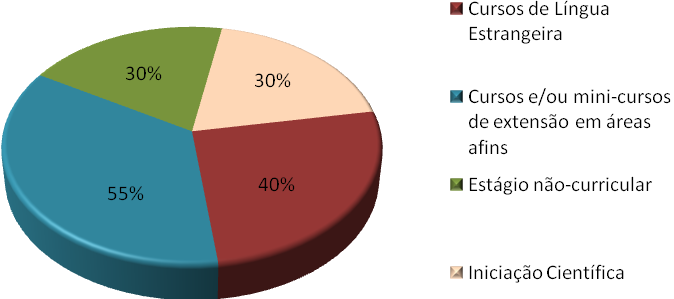 30%
30%
55%
40%
Cursos de Língua
Estrangeira
Cursos e/ou mini-cursos
de extensão em áreas
afins
Estágio não-curricular
Iniciação Científica